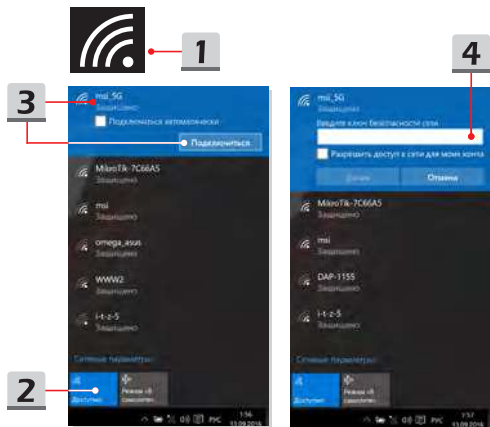 1
3
msi_5G
Защищено
Подключаться автоматически
Подключиться
MikroTik-7C66A5
Защищено
msi
Защищено
omega_asus
Защищено
WWW2
Защищено
i-t-z-5
Защищено
Сетевые параметры
2
Доступно
Режим «В самолете»
РУС
1:56
13.09.2016
4
msi_5G
Защищено
Введите ключ безопасности сети
Разрешить доступ к сети для моих конта
Далее
Отмена
MikroTik-7C66A5
Защищено
msi
Защищено
DAP-1155
Защищено
i-t-z-5
Защищено
Сетевые параметры
Доступно
Режим «В самолете»
РУС
1:57
13.09.2016